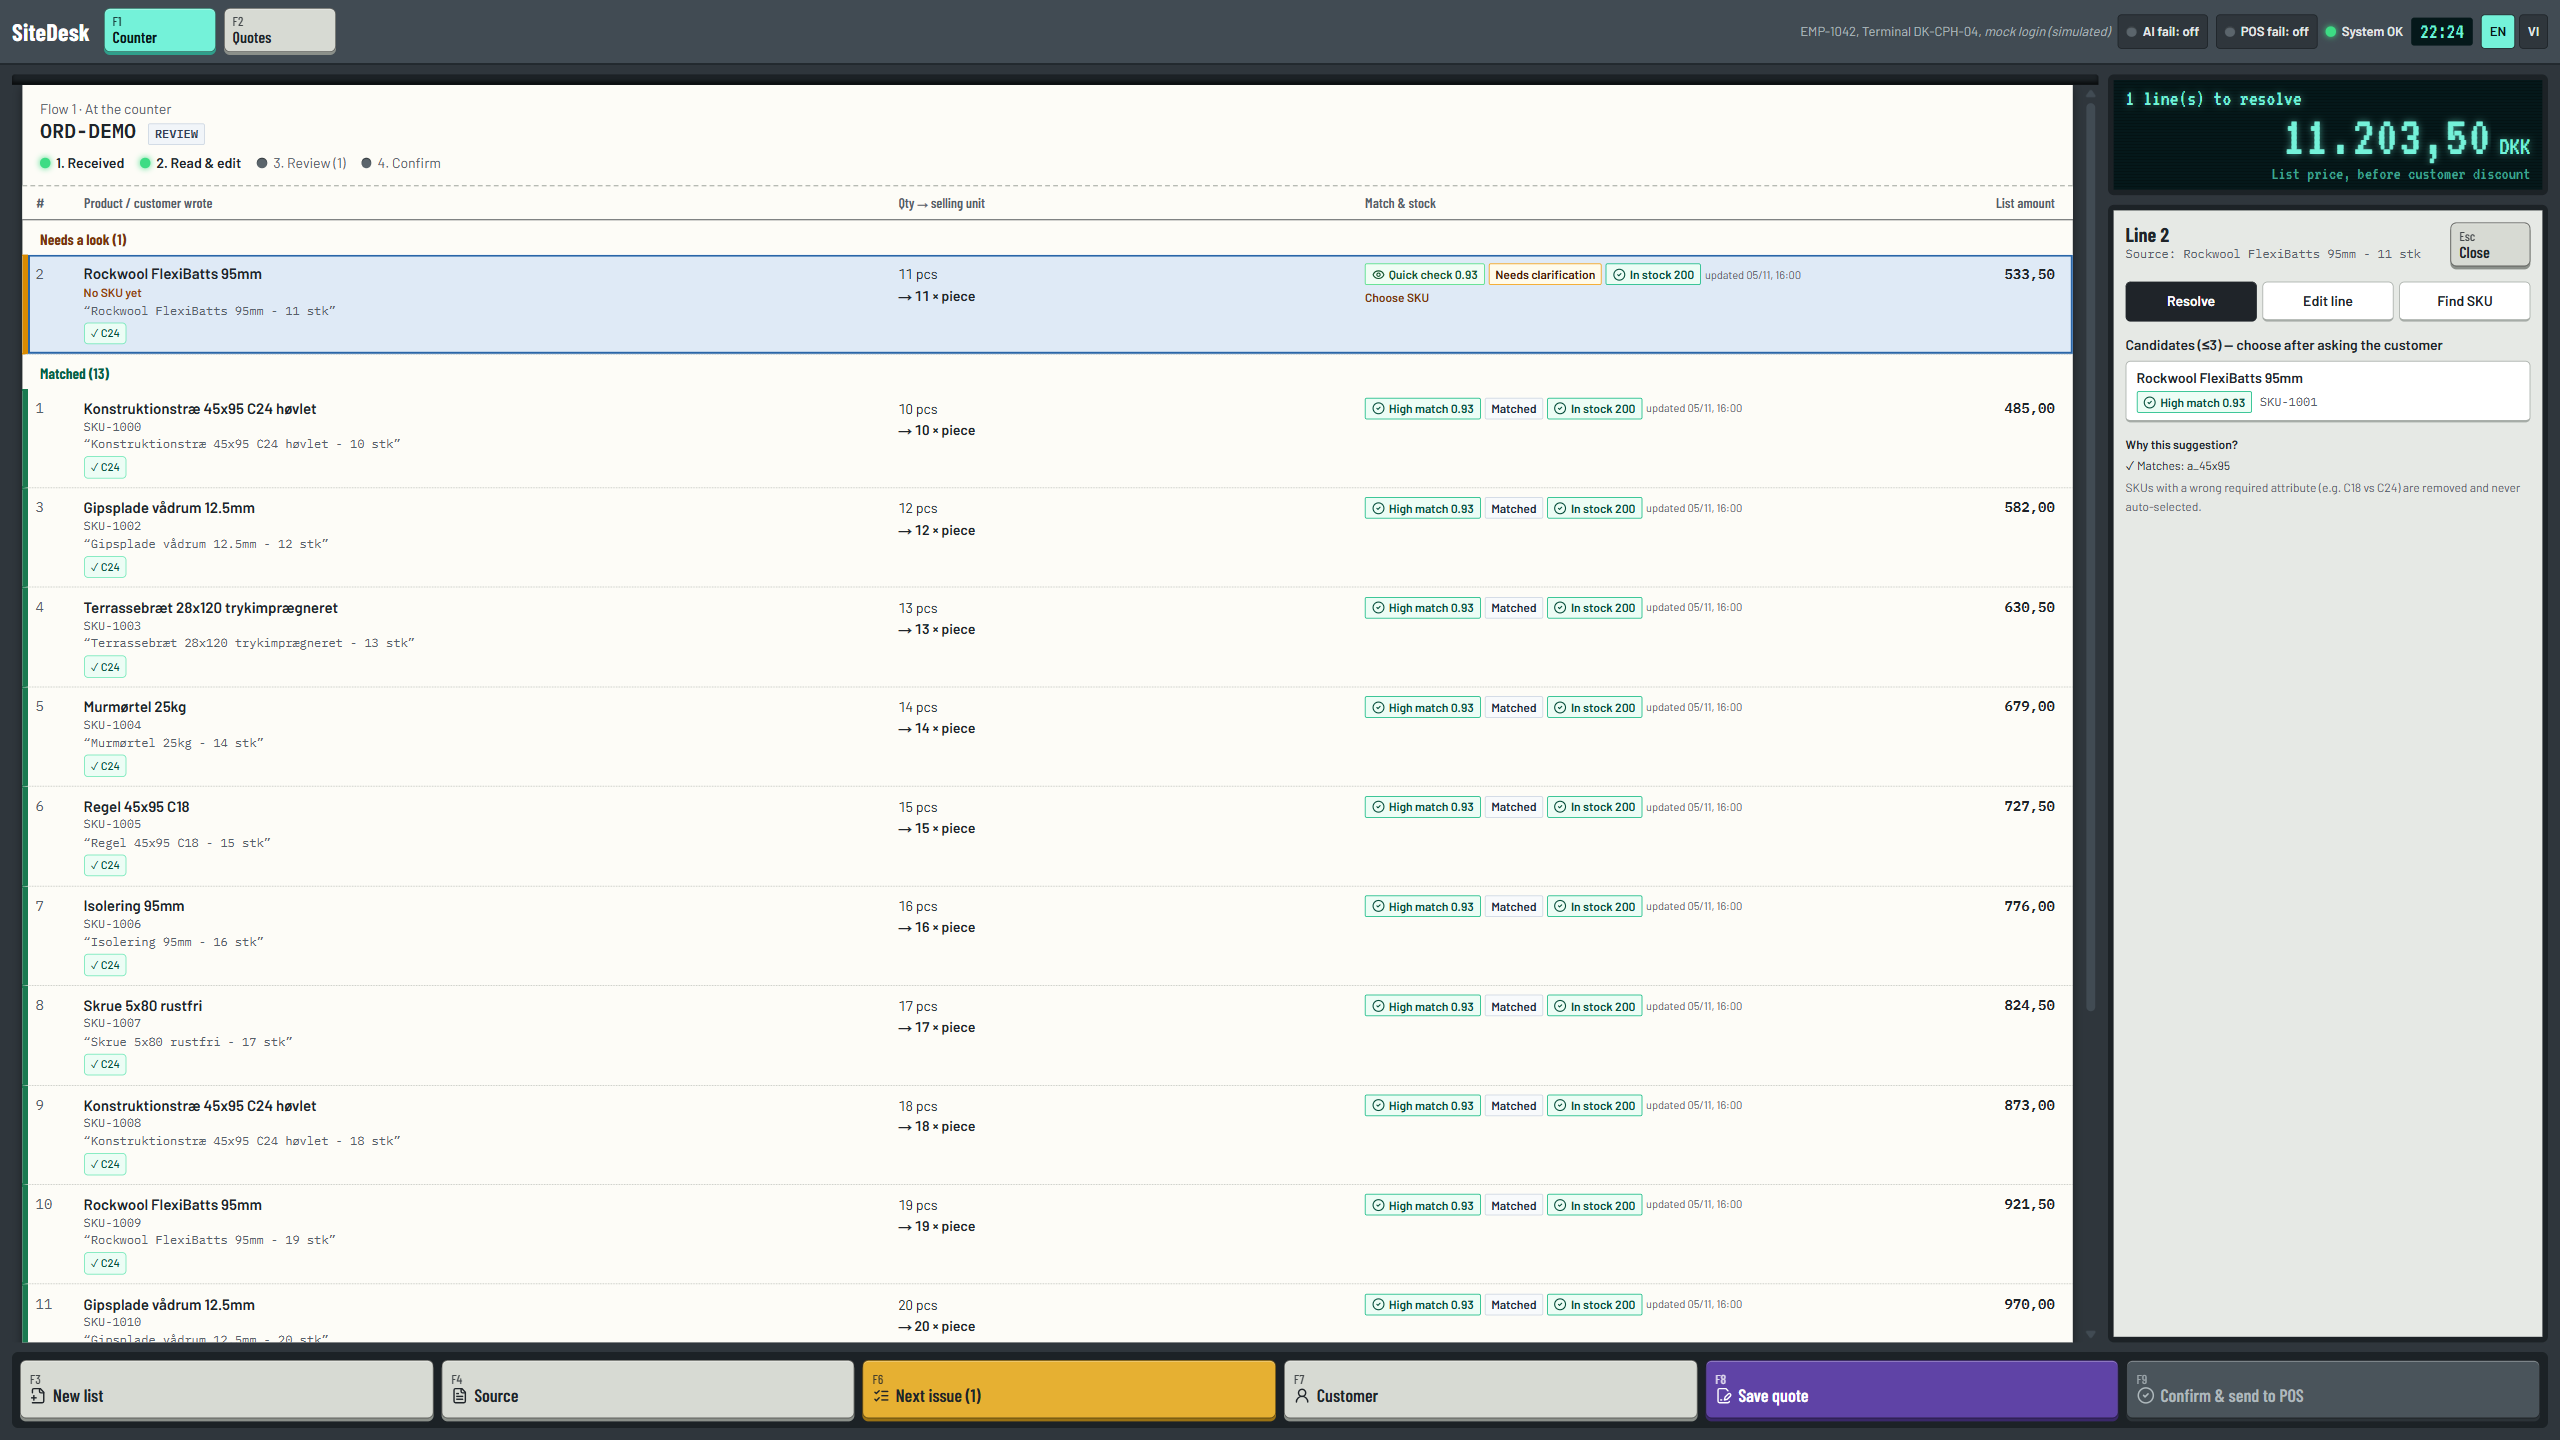 SiteDesk
F1
Counter
F2
Quotes
EMP-1042, Terminal DK-CPH-04, mock login (simulated)
AI fail: off
POS fail: off
System OK
22:24
EN
VI
Flow 1 · At the counter
ORD-DEMO REVIEW
1. Received 2. Read & edit 3. Review (1) 4. Confirm
# Product / customer wrote Qty → selling unit Match & stock List amount
Needs a look (1)
2 Rockwool FlexiBatts 95mm 11 pcs Quick check 0.93 Needs clarification In stock 200 updated 05/11, 16:00 533,50
No SKU yet → 11 × piece Choose SKU
“Rockwool FlexiBatts 95mm - 11 stk”
✓ C24
Matched (13)
1 Konstruktionstræ 45x95 C24 høvlet 10 pcs High match 0.93 Matched In stock 200 updated 05/11, 16:00 485,00
SKU-1000 → 10 × piece
“Konstruktionstræ 45x95 C24 høvlet - 10 stk”
✓ C24
3 Gipsplade vådrum 12.5mm 12 pcs High match 0.93 Matched In stock 200 updated 05/11, 16:00 582,00
SKU-1002 → 12 × piece
“Gipsplade vådrum 12.5mm - 12 stk”
✓ C24
4 Terrassebræt 28x120 trykimprægneret 13 pcs High match 0.93 Matched In stock 200 updated 05/11, 16:00 630,50
SKU-1003 → 13 × piece
“Terrassebræt 28x120 trykimprægneret - 13 stk”
✓ C24
5 Murmørtel 25kg 14 pcs High match 0.93 Matched In stock 200 updated 05/11, 16:00 679,00
SKU-1004 → 14 × piece
“Murmørtel 25kg - 14 stk”
✓ C24
6 Regel 45x95 C18 15 pcs High match 0.93 Matched In stock 200 updated 05/11, 16:00 727,50
SKU-1005 → 15 × piece
“Regel 45x95 C18 - 15 stk”
✓ C24
7 Isolering 95mm 16 pcs High match 0.93 Matched In stock 200 updated 05/11, 16:00 776,00
SKU-1006 → 16 × piece
“Isolering 95mm - 16 stk”
✓ C24
8 Skrue 5x80 rustfri 17 pcs High match 0.93 Matched In stock 200 updated 05/11, 16:00 824,50
SKU-1007 → 17 × piece
“Skrue 5x80 rustfri - 17 stk”
✓ C24
9 Konstruktionstræ 45x95 C24 høvlet 18 pcs High match 0.93 Matched In stock 200 updated 05/11, 16:00 873,00
SKU-1008 → 18 × piece
“Konstruktionstræ 45x95 C24 høvlet - 18 stk”
✓ C24
10 Rockwool FlexiBatts 95mm 19 pcs High match 0.93 Matched In stock 200 updated 05/11, 16:00 921,50
SKU-1009 → 19 × piece
“Rockwool FlexiBatts 95mm - 19 stk”
✓ C24
11 Gipsplade vådrum 12.5mm 20 pcs High match 0.93 Matched In stock 200 updated 05/11, 16:00 970,00
SKU-1010 → 20 × piece
“Gipsplade vådrum 12.5mm - 20 stk”
1 line(s) to resolve
11.203,50 DKK
List price, before customer discount
Line 2
Source: Rockwool FlexiBatts 95mm - 11 stk
Esc
Close
Resolve Edit line Find SKU
Candidates (≤3) – choose after asking the customer
Rockwool FlexiBatts 95mm
High match 0.93 SKU-1001
Why this suggestion?
✓ Matches: a_45x95
SKUs with a wrong required attribute (e.g. C18 vs C24) are removed and never
auto-selected.
F3
New list
F4
Source
F6
Next issue (1)
F7
Customer
F8
Save quote
F9
Confirm & send to POS